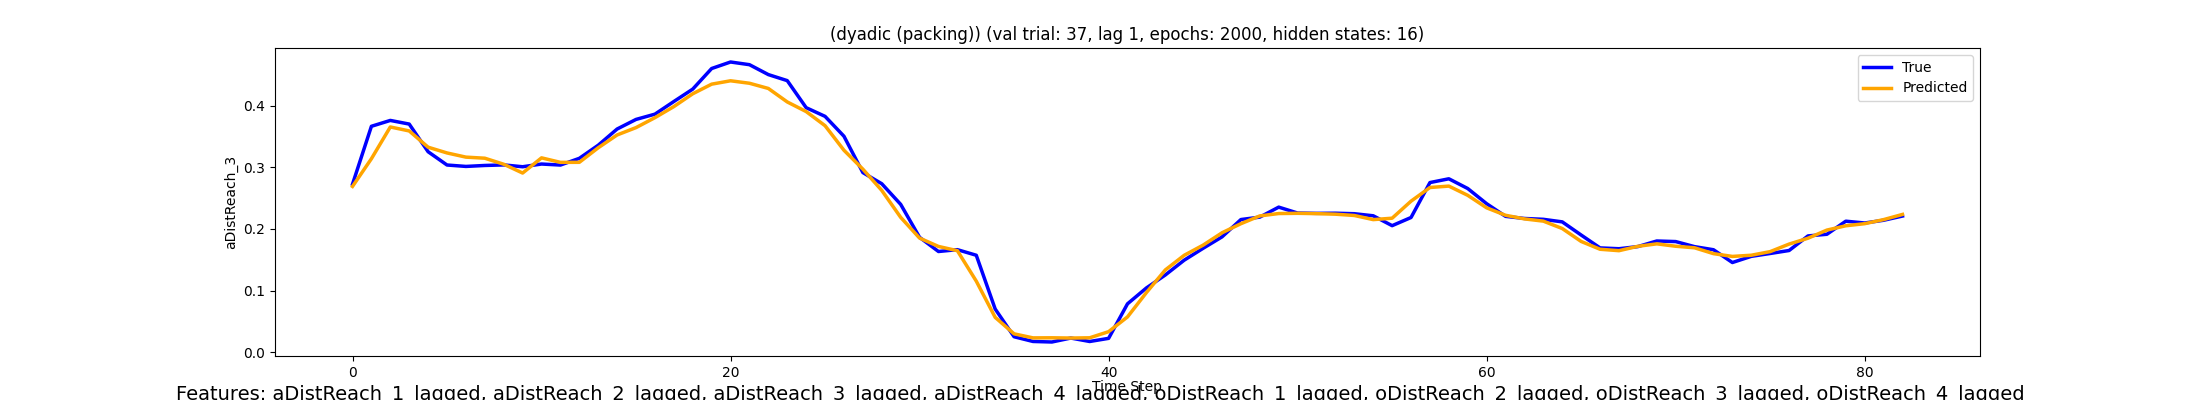 (dyadic (packing)) (val trial: 37, lag 1, epochs: 2000, hidden states: 16)
True
Predicted
aDistReach_3
0.4
0.3
0.2
0.1
0.0
0 20 40 60 80
Time Step
Features: aDistReach_1_lagged, aDistReach_2_lagged, aDistReach_3_lagged, aDistReach_4_lagged, oDistReach_1_lagged, oDistReach_2_lagged, oDistReach_3_lagged, oDistReach_4_lagged